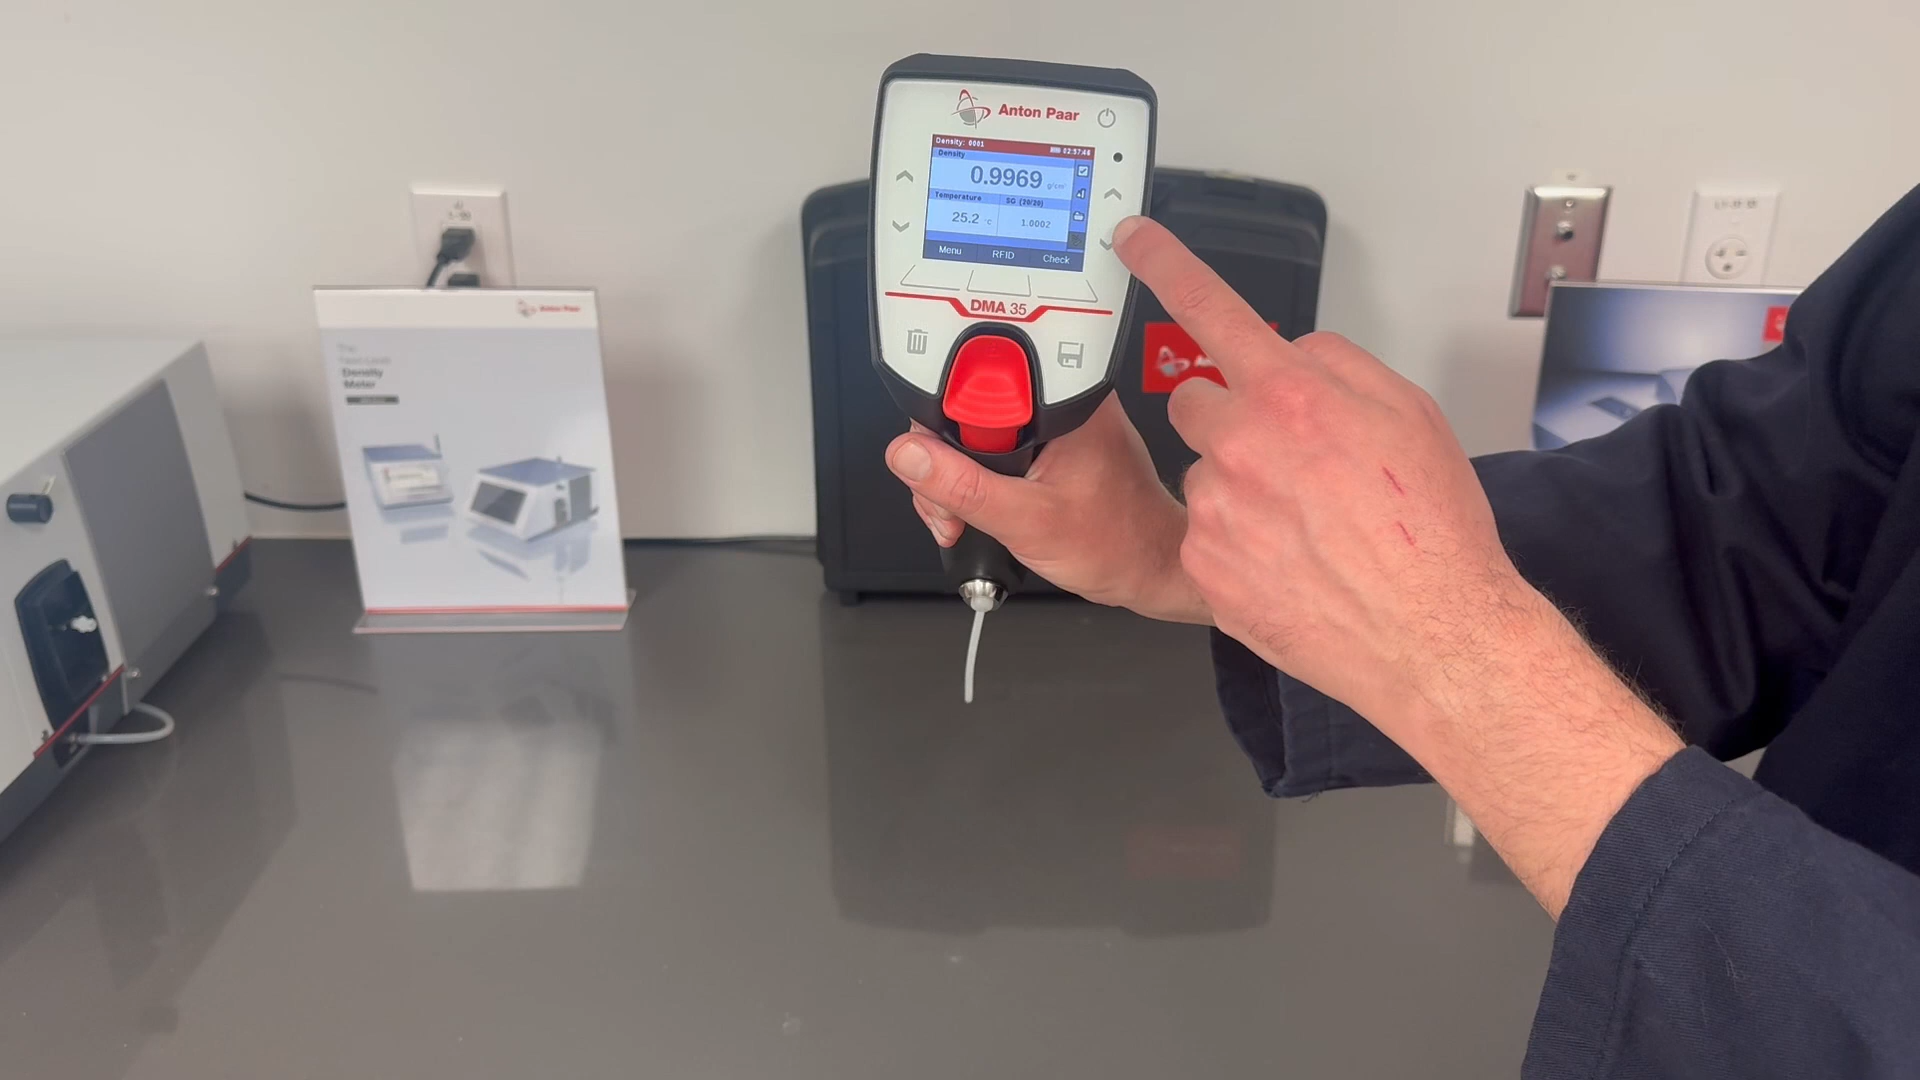 Anton Paar
Density: 0001
02:57:46
Density
0.9969 g/cm³
Temperature
SG (20/20)
25.2 °C
1.0002
Menu
RFID
Check
DMA 35
Anton Paar
Density
Meter